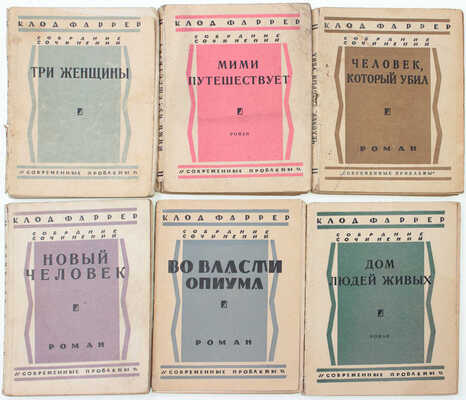 КЛОД ФАРРЕР
СОБРАНИЕ
СОЧИНЕНИЙ
ТРИ ЖЕНЩИНЫ
"СОВРЕМЕННЫЕ ПРОБЛЕМЫ"
КЛОД ФАРРЕР
СОБРАНИЕ
СОЧИНЕНИЙ
МИМИ
ПУТЕШЕСТВУЕТ
РОМАН
"СОВРЕМЕННЫЕ ПРОБЛЕМЫ"
КЛОД ФАРРЕР
СОБРАНИЕ
СОЧИНЕНИЙ
ЧЕЛОВЕК,
КОТОРЫЙ УБИЛ
РОМАН
"СОВРЕМЕННЫЕ ПРОБЛЕМЫ"
КЛОД ФАРРЕР
СОБРАНИЕ
СОЧИНЕНИЙ
НОВЫЙ
ЧЕЛОВЕК
РОМАН
"СОВРЕМЕННЫЕ ПРОБЛЕМЫ"
КЛОД ФАРРЕР
СОБРАНИЕ
СОЧИНЕНИЙ
ВО ВЛАСТИ
ОПИУМА
РОМАН
"СОВРЕМЕННЫЕ ПРОБЛЕМЫ"
КЛОД ФАРРЕР
СОБРАНИЕ
СОЧИНЕНИЙ
ДОМ
ЛЮДЕЙ ЖИВЫХ
РОМАН
"СОВРЕМЕННЫЕ ПРОБЛЕМЫ"